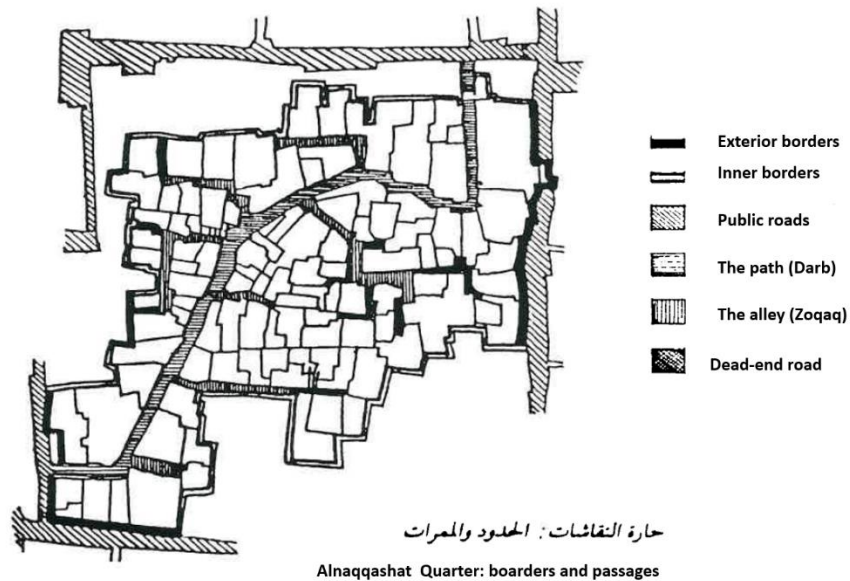 Exterior borders
Inner borders
Public roads
The path (Darb)
The alley (Zoqaq)
Dead-end road
حارة النقاشات : الحدود والممرات
Alnaqqashat Quarter: boarders and passages